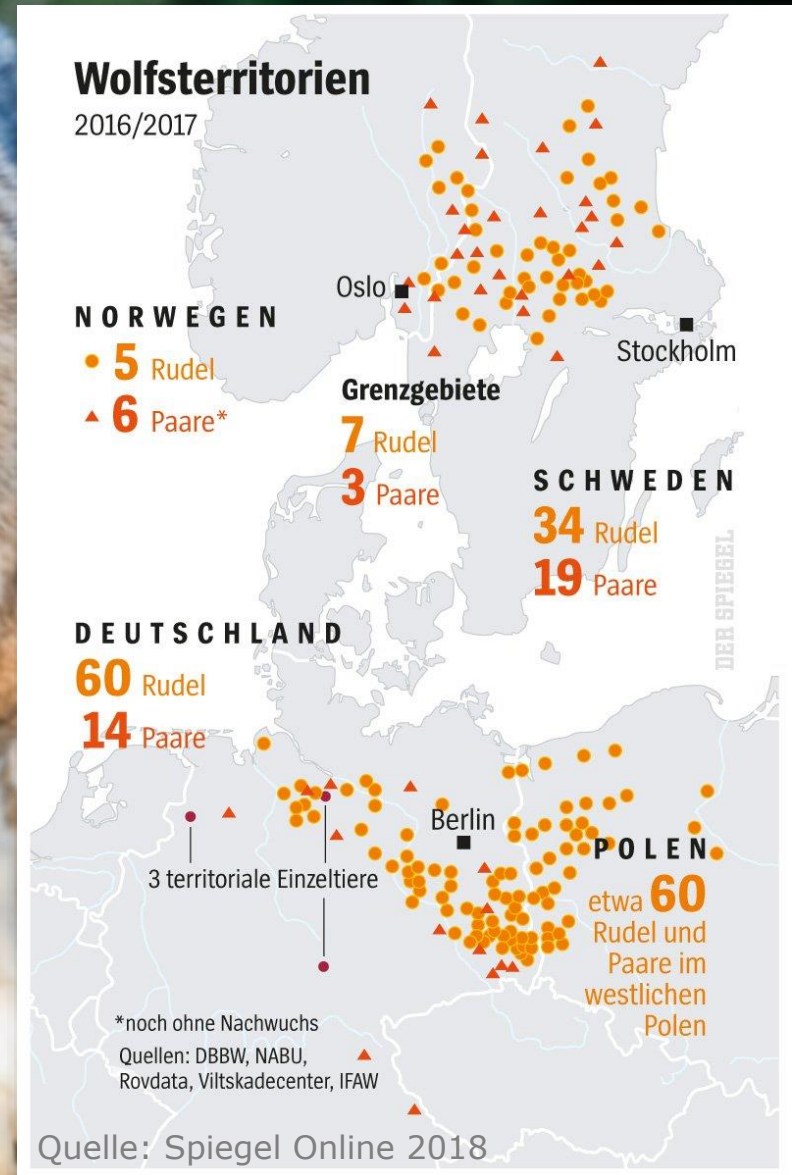 Wolfsterritorien
2016/2017
Oslo
Stockholm
NORWEGEN
5 Rudel
6 Paare*
Grenzgebiete
7 Rudel
3 Paare
SCHWEDEN
34 Rudel
19 Paare
DER SPIEGEL
DEUTSCHLAND
60 Rudel
14 Paare
Berlin
3 territoriale Einzeltiere
POLEN
etwa 60
Rudel und
Paare im
westlichen
Polen
*noch ohne Nachwuchs
Quellen: DBBW, NABU,
Rovdata, Viltskadecenter, IFAW
Quelle: Spiegel Online 2018